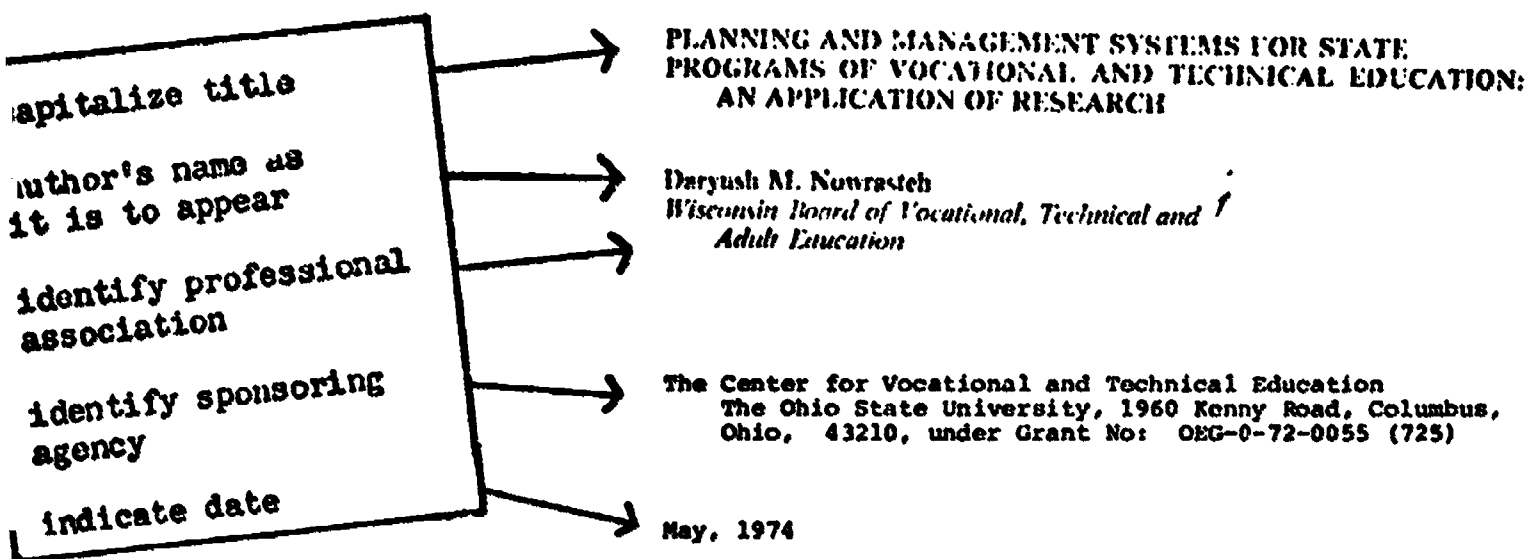 apitalize title
uthor's name as
it is to appear
identify professional
association
identify sponsoring
agency
indicate date
PLANNING AND MANAGEMENT SYSTEMS FOR STATE
PROGRAMS OF VOCATIONAL AND TECHNICAL EDUCATION:
AN APPLICATION OF RESEARCH
Daryush M. Nowrasteh
Wisconsin Board of Vocational, Technical and
Adult Education
The Center for Vocational and Technical Education
The Ohio State University, 1960 Kenny Road, Columbus,
Ohio, 43210, under Grant No: OEG-0-72-0055 (725)
May, 1974